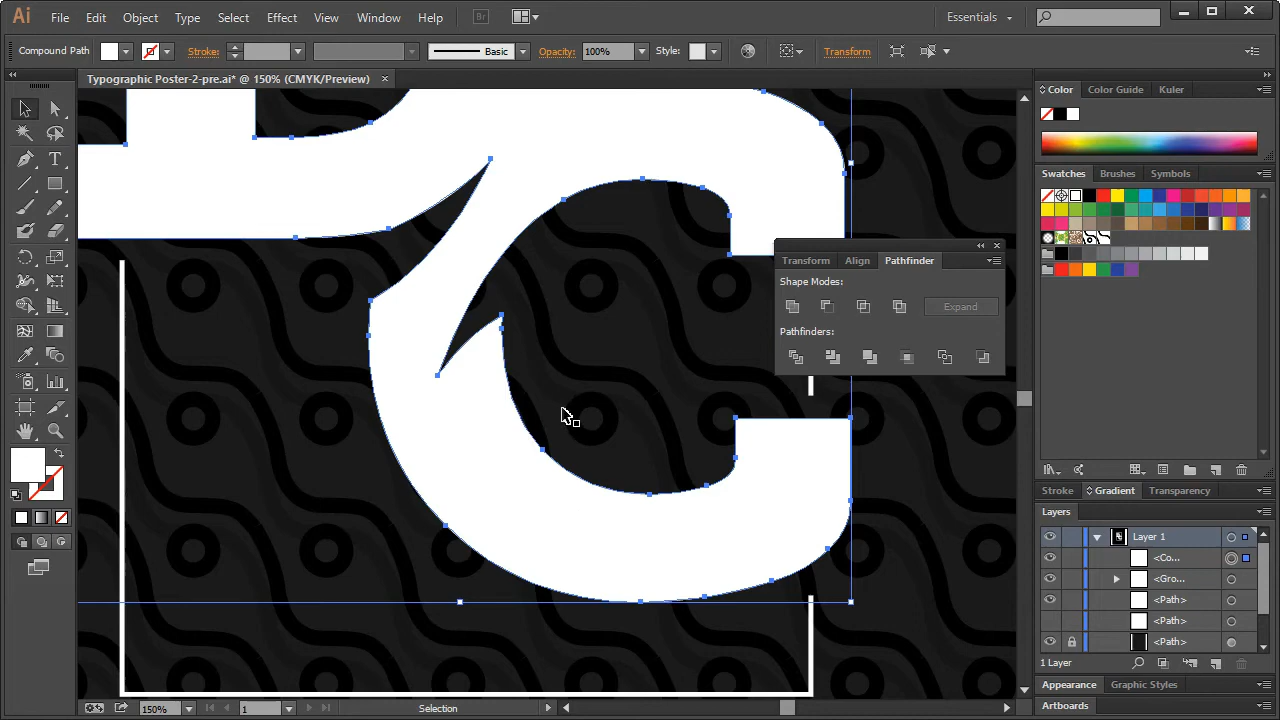 Ai File Edit Object Type Select Effect View Window Help Br Essentials
Compound Path Stroke: Basic Opacity: 100% Style: Transform
Typographic Poster-2-pre.ai* @ 150% (CMYK/Preview) ×
Color Color Guide Kuler
Swatches Brushes Symbols
Transform Align Pathfinder
Shape Modes:
Expand
Pathfinders:
Stroke Gradient Transparency
Layers
Layer 1
<Co...
<Gro...
<Path>
<Path>
<Path>
1 Layer
Appearance Graphic Styles
Artboards
150% 1 Selection